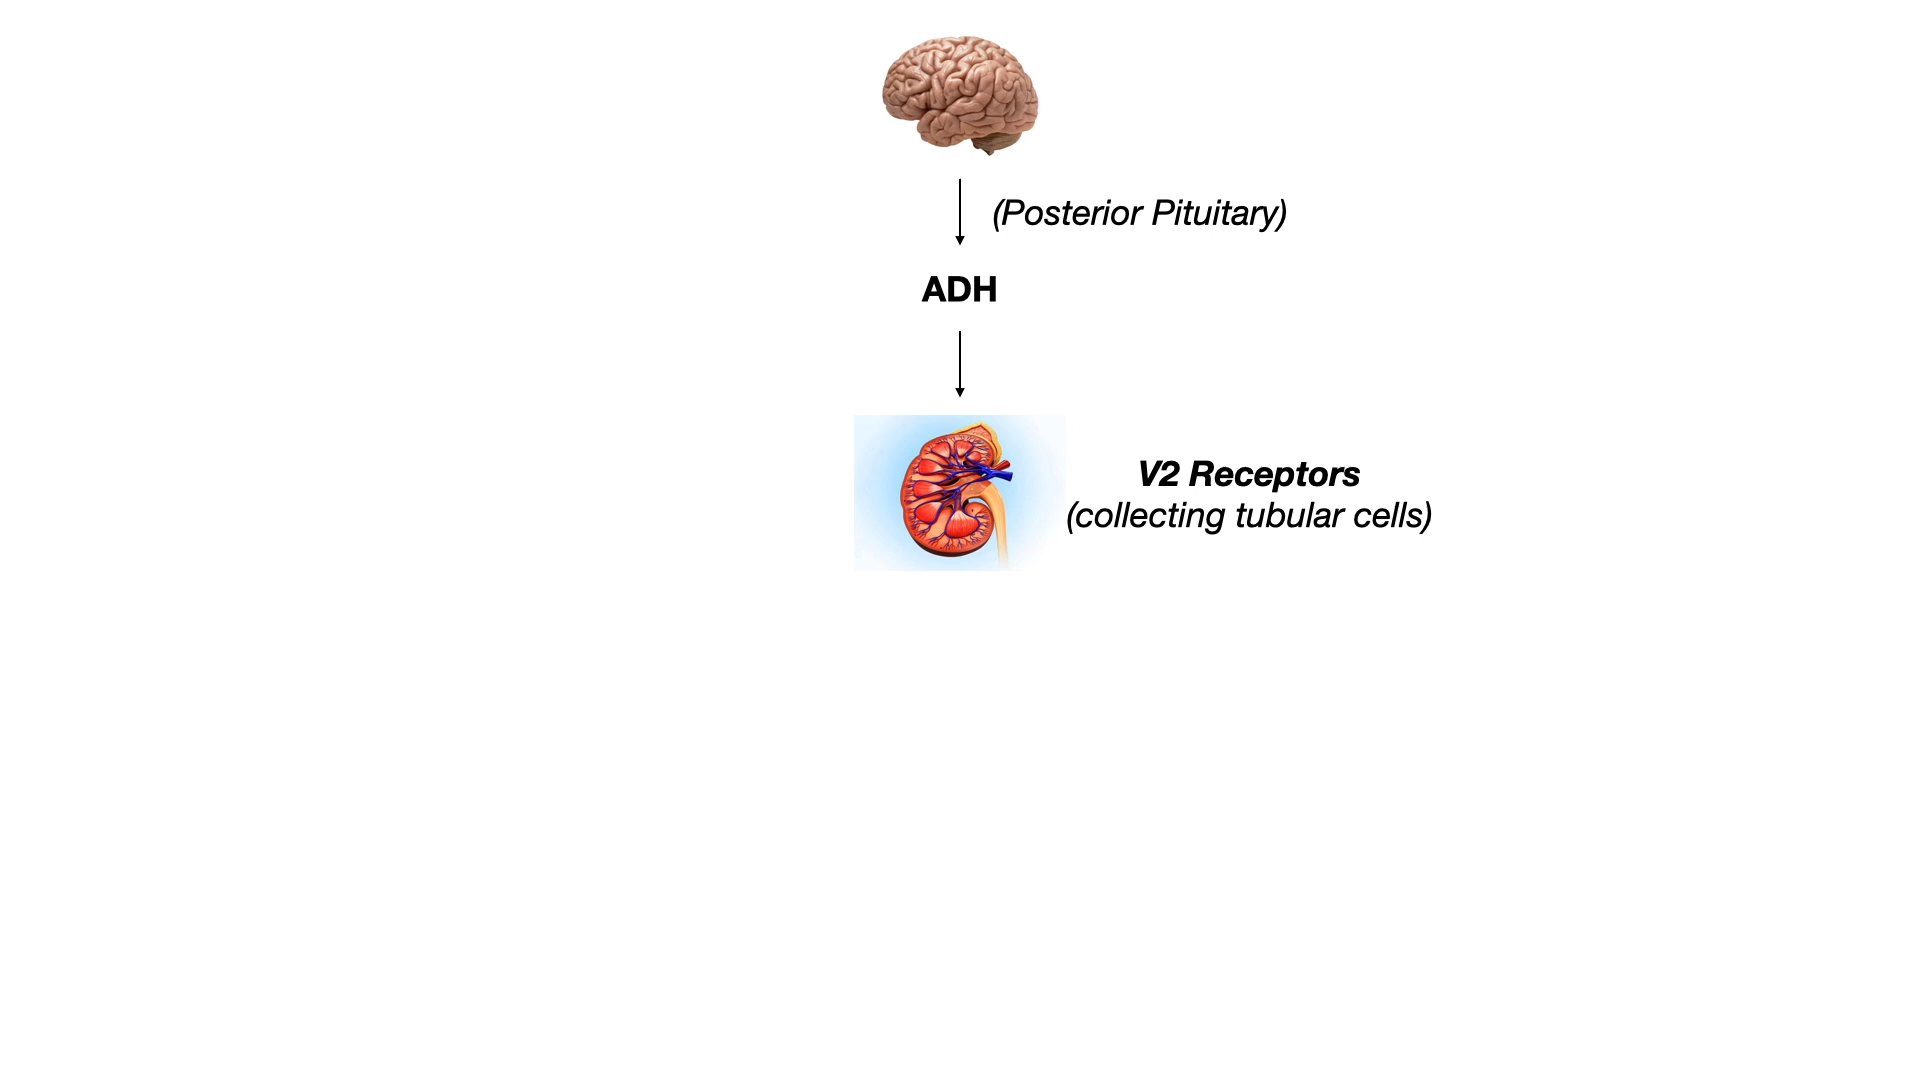 (Posterior Pituitary)
ADH
V2 Receptors
(collecting tubular cells)